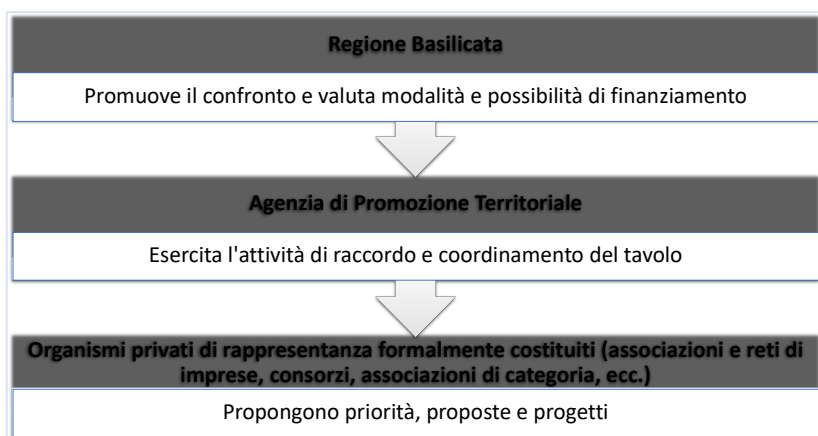 Regione Basilicata
Promuove il confronto e valuta modalità e possibilità di finanziamento
Agenzia di Promozione Territoriale
Esercita l'attività di raccordo e coordinamento del tavolo
Organismi privati di rappresentanza formalmente costituiti (associazioni e reti di
imprese, consorzi, associazioni di categoria, ecc.)
Propongono priorità, proposte e progetti